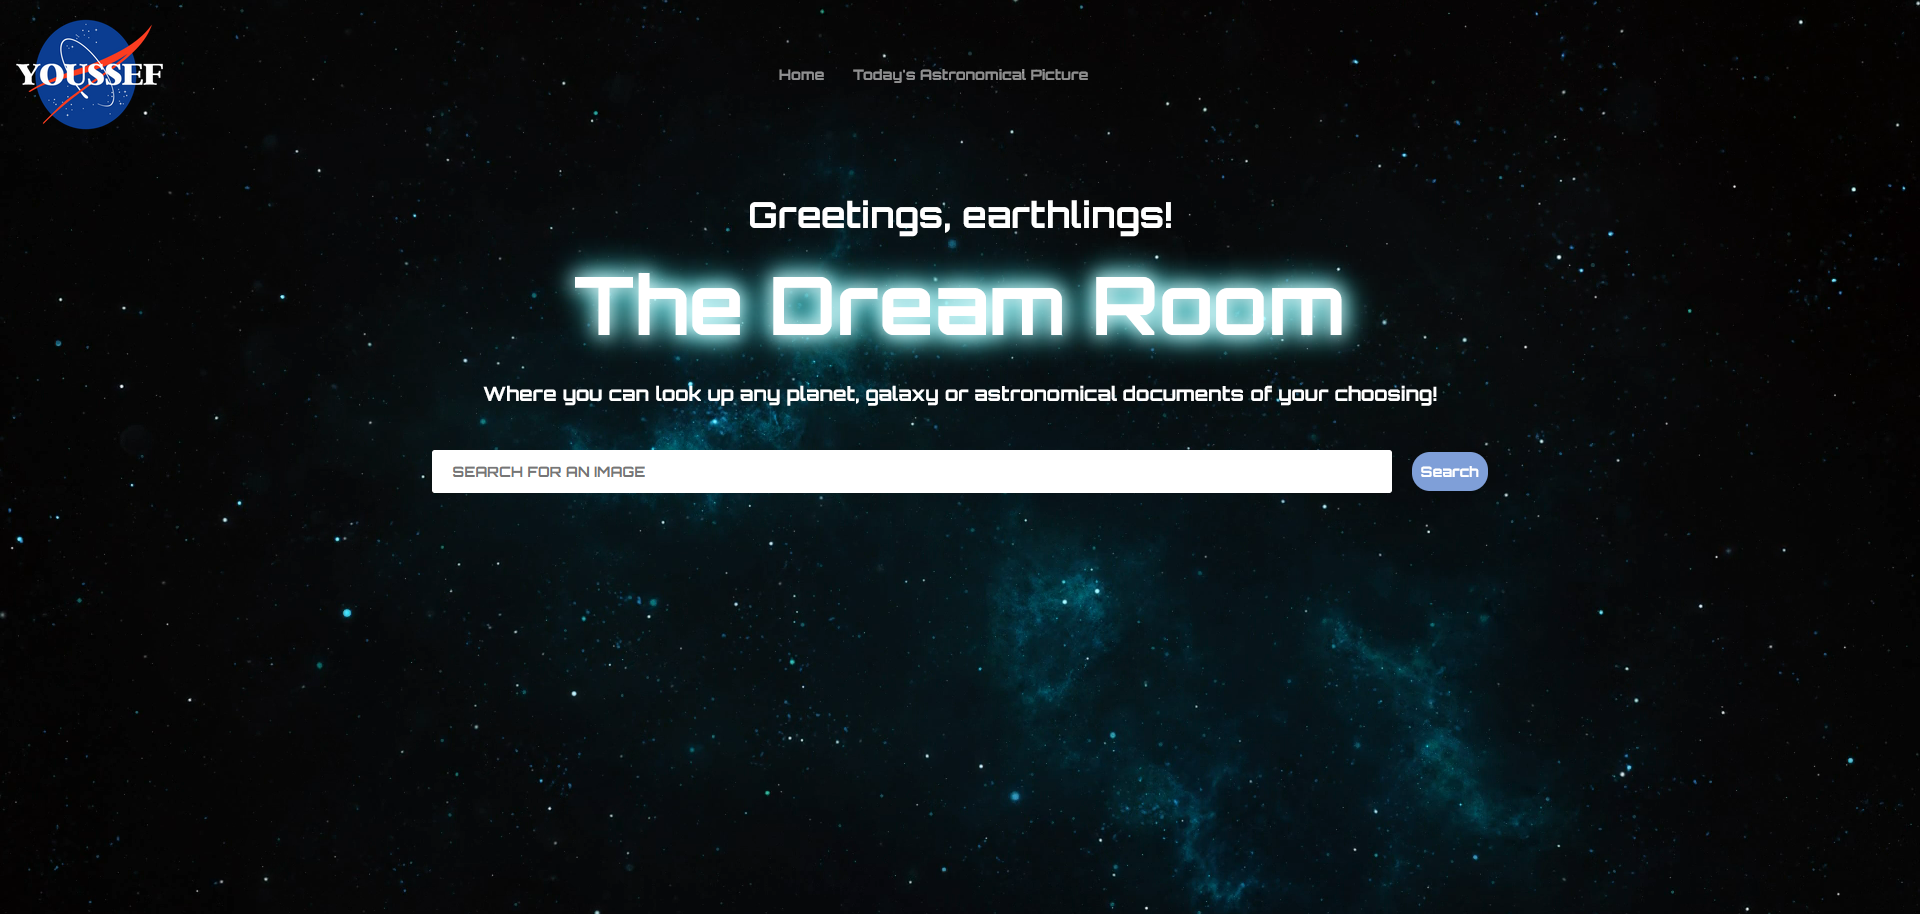 YOUSSEF
Home
Today's Astronomical Picture
Greetings, earthlings!
The Dream Room
Where you can look up any planet, galaxy or astronomical documents of your choosing!
SEARCH FOR AN IMAGE
Search